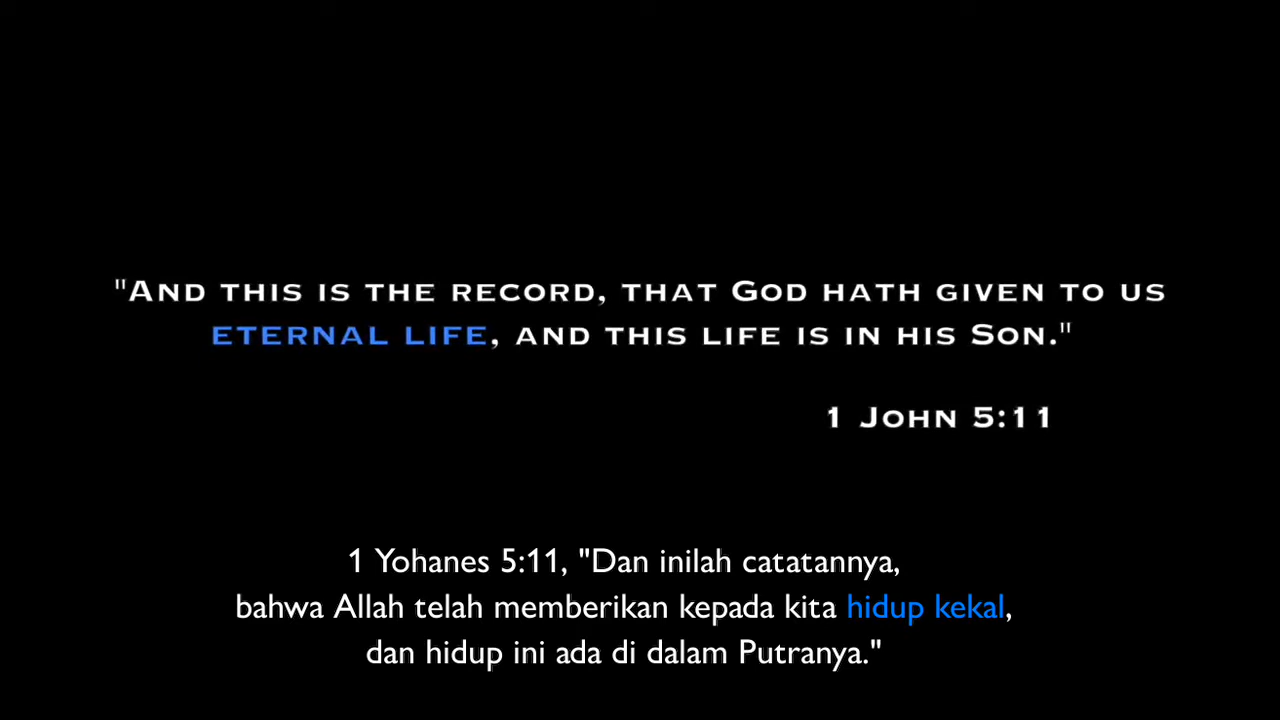 "And this is the record, that God hath given to us
eternal life, and this life is in his Son."
1 John 5:11
1 Yohanes 5:11, "Dan inilah catatannya,
bahwa Allah telah memberikan kepada kita hidup kekal,
dan hidup ini ada di dalam Putranya."